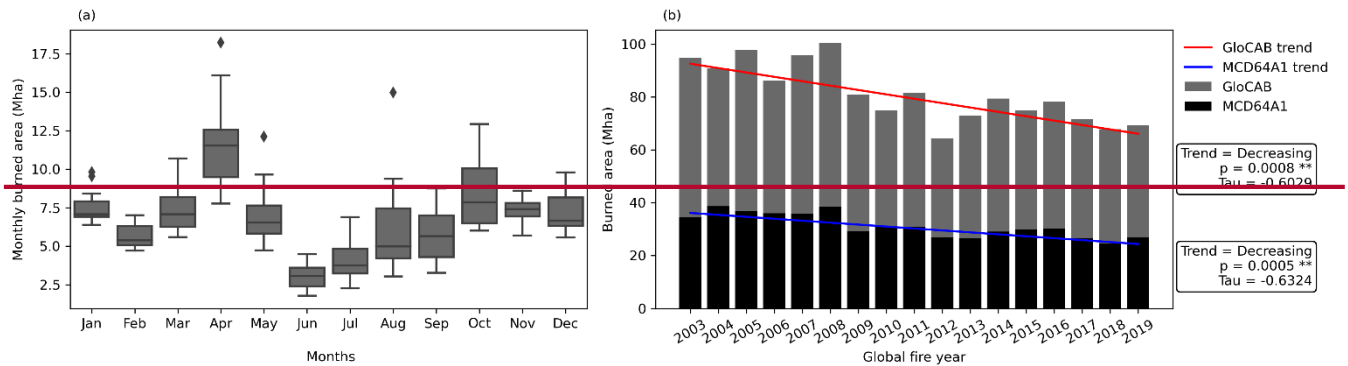 (a)
Monthly burned area (Mha)
17.5
15.0
12.5
10.0
7.5
5.0
2.5
Jan Feb Mar Apr May Jun Jul Aug Sep Oct Nov Dec
Months
(b)
Burned area (Mha)
100
80
60
40
20
0
2003 2004 2005 2006 2007 2008 2009 2010 2011 2012 2013 2014 2015 2016 2017 2018 2019
Global fire year
GloCAB trend
MCD64A1 trend
GloCAB
MCD64A1
Trend = Decreasing
p = 0.0008 **
Tau = -0.6029
Trend = Decreasing
p = 0.0005 **
Tau = -0.6324